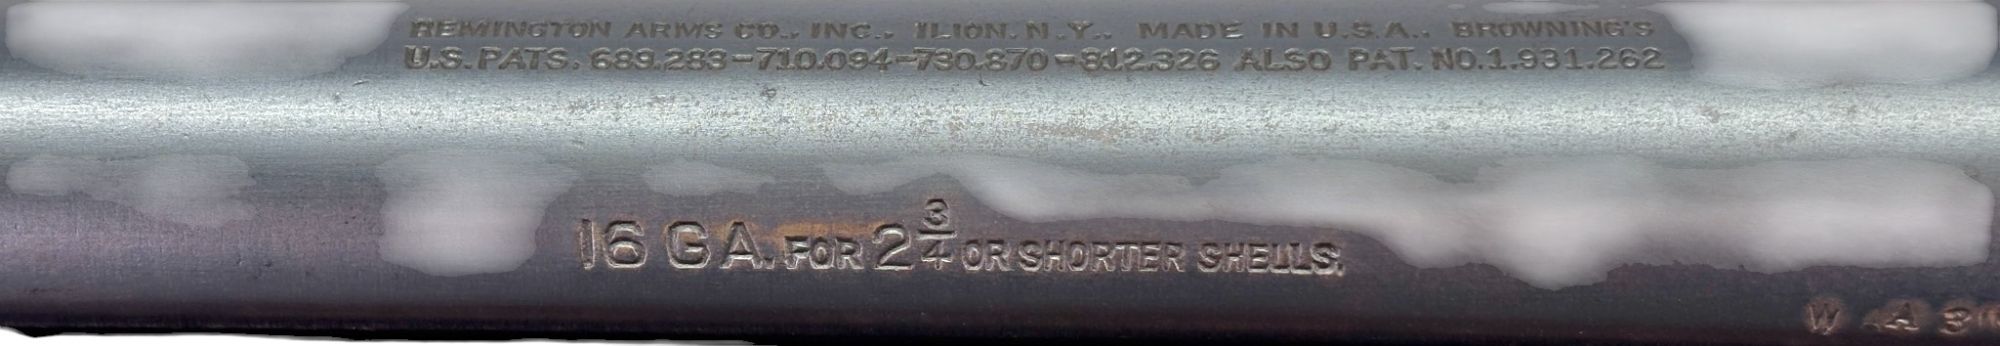 REMINGTON ARMS CO., INC., ILION, N.Y., MADE IN U.S.A., BROWNING'S
U.S. PATS. 689.283-710.094-730.870-812.326 ALSO PAT. NO.1.931.262
16 GA. FOR 2 3/4 OR SHORTER SHELLS.
W A 3